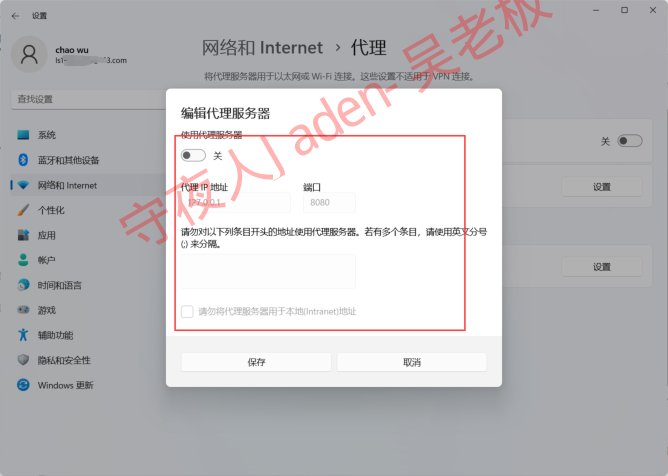 设置
chao wu
网络和 Internet › 代理
将代理服务器用于以太网或 Wi-Fi 连接。这些设置不适用于 VPN 连接。
查找设置
系统
蓝牙和其他设备
网络和 Internet
个性化
应用
帐户
时间和语言
游戏
辅助功能
隐私和安全性
Windows 更新
关
设置
设置
编辑代理服务器
使用代理服务器
关
代理 IP 地址
端口
127.0.0.1
8080
请勿对以下列条目开头的地址使用代理服务器。若有多个条目，请使用英文分号
(;) 来分隔。
请勿将代理服务器用于本地(Intranet)地址
保存
取消
守夜人J aden- 吴老板